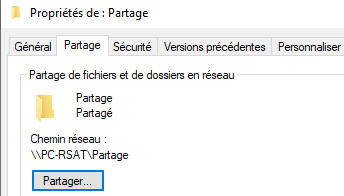 Propriétés de : Partage
Général Partage Sécurité Versions précédentes Personnaliser
Partage de fichiers et de dossiers en réseau
Partage
Partagé
Chemin réseau :
\\PC-RSAT\Partage
Partager...